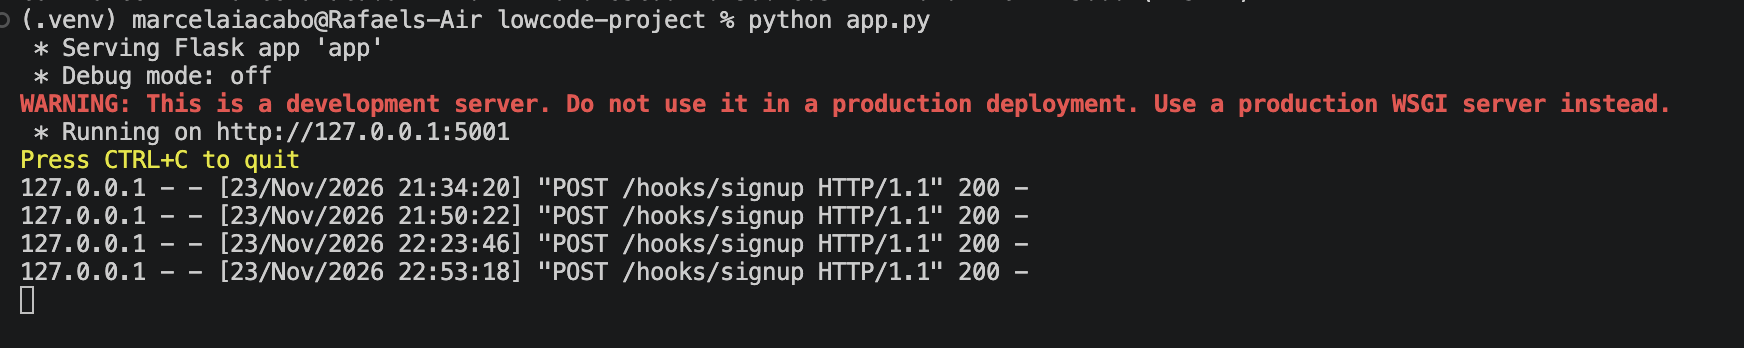 (.venv) marcelaiacabo@Rafaels-Air lowcode-project % python app.py
 * Serving Flask app 'app'
 * Debug mode: off
WARNING: This is a development server. Do not use it in a production deployment. Use a production WSGI server instead.
 * Running on http://127.0.0.1:5001
Press CTRL+C to quit
127.0.0.1 - - [23/Nov/2026 21:34:20] "POST /hooks/signup HTTP/1.1" 200 -
127.0.0.1 - - [23/Nov/2026 21:50:22] "POST /hooks/signup HTTP/1.1" 200 -
127.0.0.1 - - [23/Nov/2026 22:23:46] "POST /hooks/signup HTTP/1.1" 200 -
127.0.0.1 - - [23/Nov/2026 22:53:18] "POST /hooks/signup HTTP/1.1" 200 -